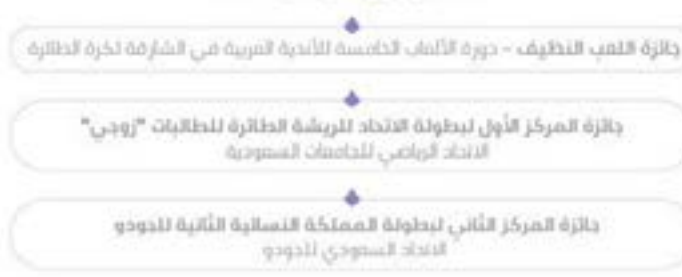 جائزة اللعب النظيف - دورة الألعاب الخامسة للأندية العربية في الشارقة لكرة الطائرة
جائزة المركز الأول لبطولة الاتحاد للريشة الطائرة للطالبات "زوجي"
الاتحاد الرياضي للجامعات السعودية
جائزة المركز الثاني لبطولة المملكة النسائية الثانية للجودو
الاتحاد السعودي للجودو